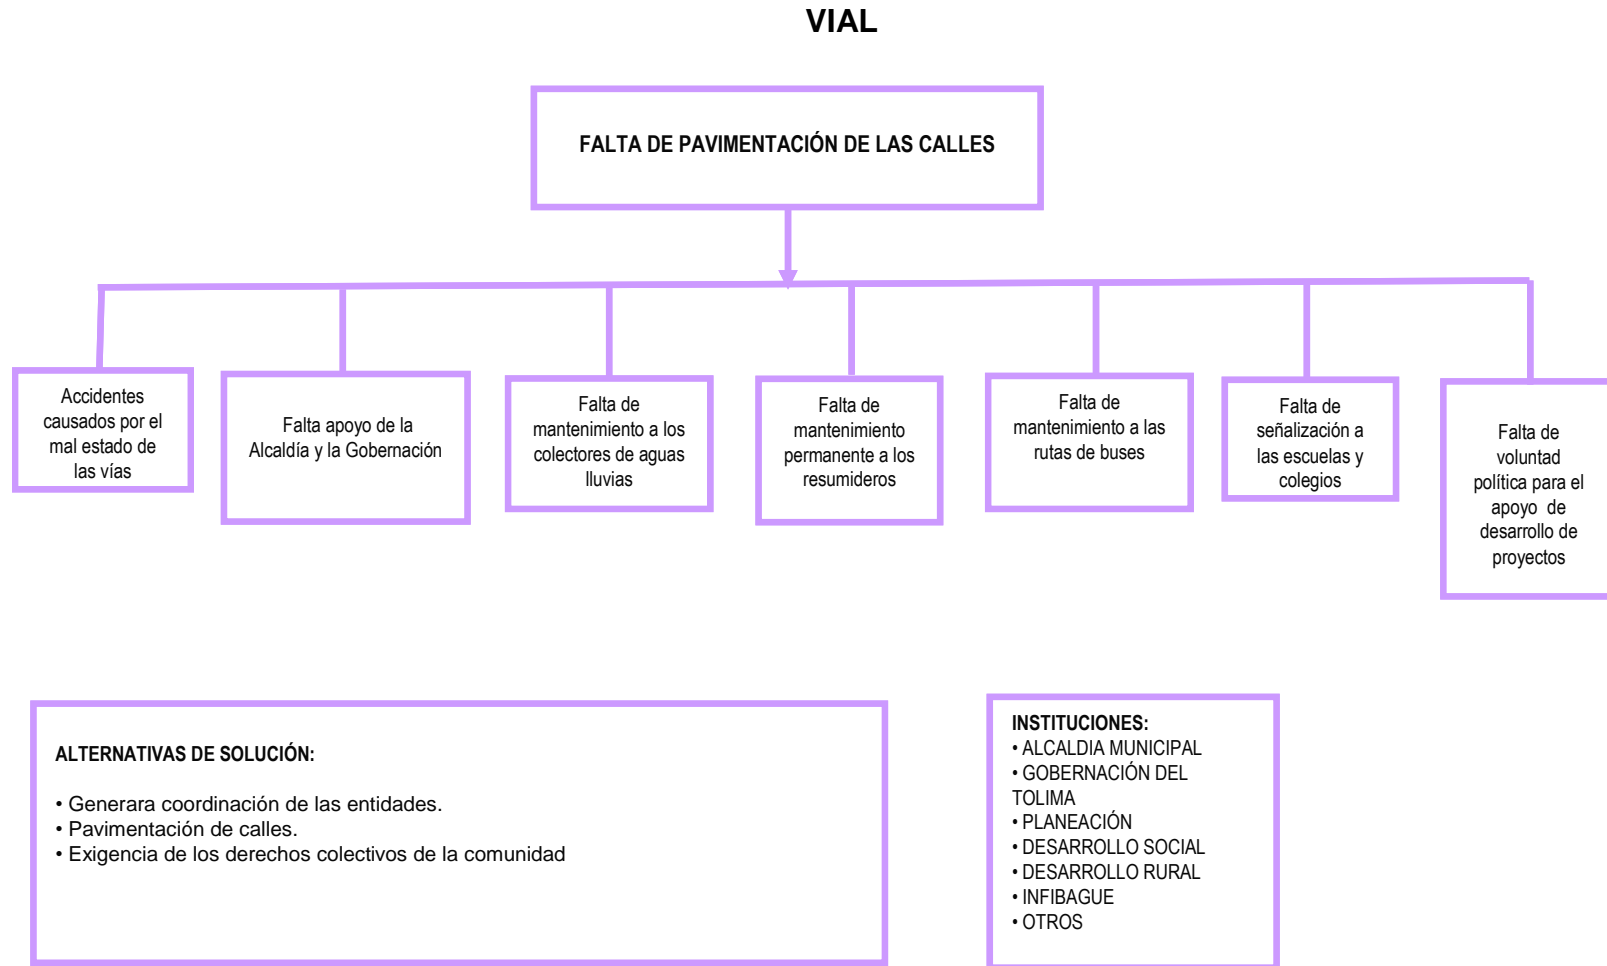 VIAL
FALTA DE PAVIMENTACIÓN DE LAS CALLES
Accidentes
causados por el
mal estado de
las vías
Falta apoyo de la
Alcaldía y la Gobernación
Falta de
mantenimiento a los
colectores de aguas
lluvias
Falta de
mantenimiento
permanente a los
resumideros
Falta de
mantenimiento a las
rutas de buses
Falta de
señalización a
las escuelas y
colegios
Falta de
voluntad
política para el
apoyo de
desarrollo de
proyectos
ALTERNATIVAS DE SOLUCIÓN:
• Generara coordinación de las entidades.
• Pavimentación de calles.
• Exigencia de los derechos colectivos de la comunidad
INSTITUCIONES:
• ALCALDIA MUNICIPAL
• GOBERNACIÓN DEL
TOLIMA
• PLANEACIÓN
• DESARROLLO SOCIAL
• DESARROLLO RURAL
• INFIBAGUE
• OTROS